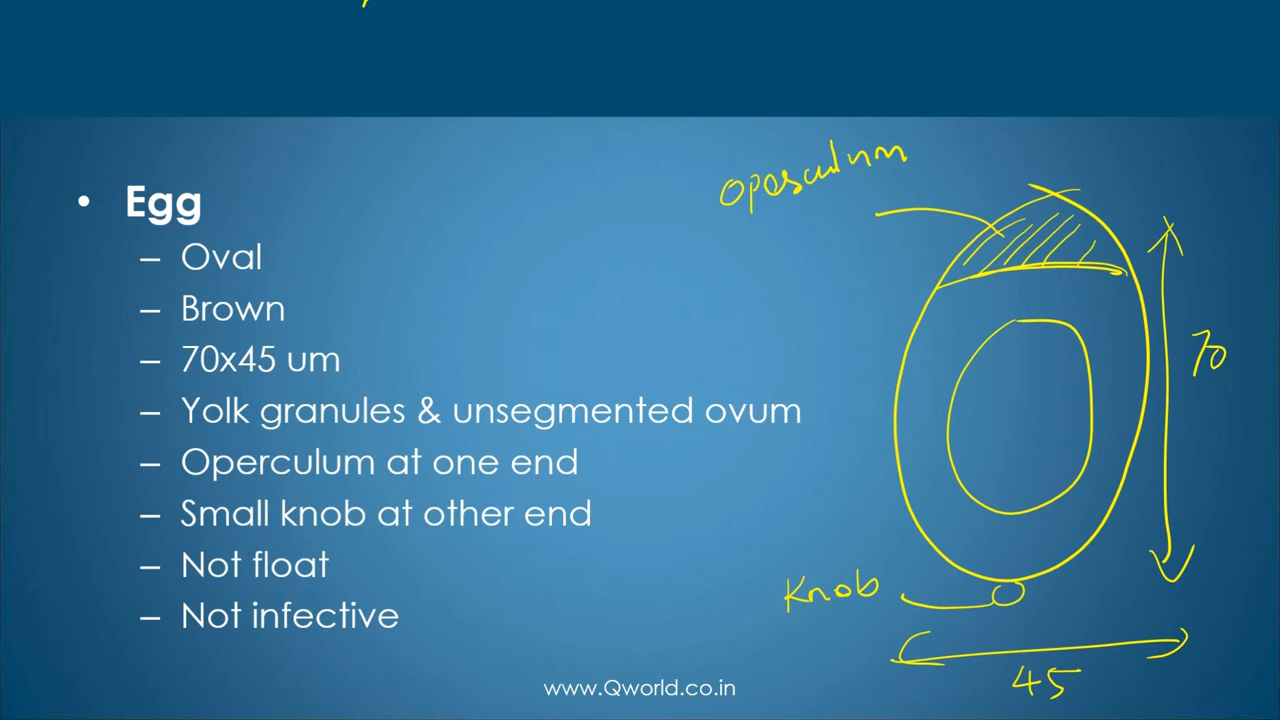 • Egg
– Oval
– Brown
– 70x45 um
– Yolk granules & unsegmented ovum
– Operculum at one end
– Small knob at other end
– Not float
– Not infective
operculum
70
Knob
45
www.Qworld.co.in